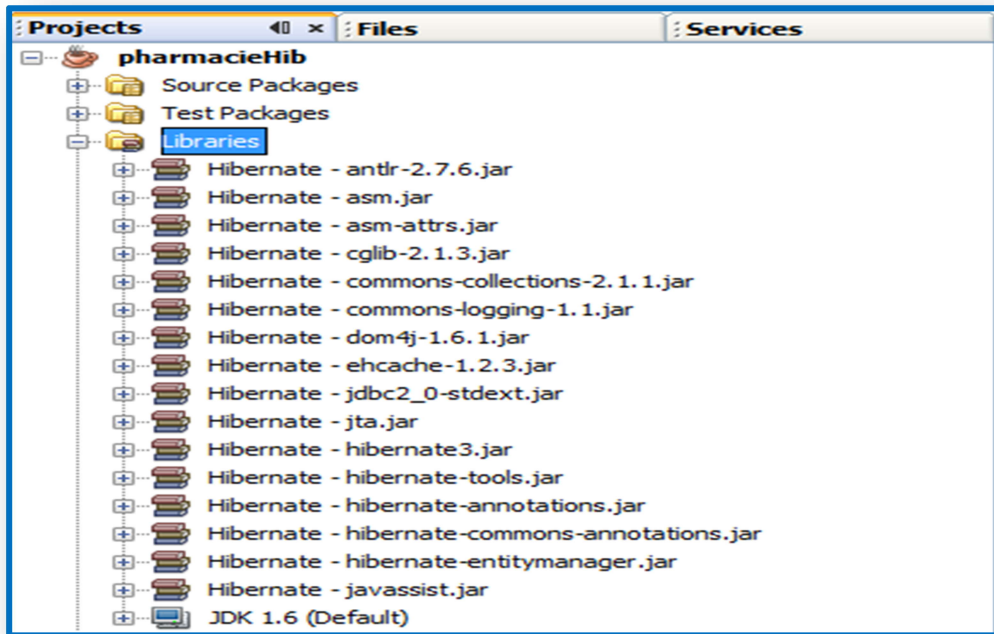 Projects Files Services
pharmacieHib
Source Packages
Test Packages
Libraries
Hibernate - antlr-2.7.6.jar
Hibernate - asm.jar
Hibernate - asm-attrs.jar
Hibernate - cglib-2.1.3.jar
Hibernate - commons-collections-2.1.1.jar
Hibernate - commons-logging-1.1.jar
Hibernate - dom4j-1.6.1.jar
Hibernate - ehcache-1.2.3.jar
Hibernate - jdbc2_0-stdext.jar
Hibernate - jta.jar
Hibernate - hibernate3.jar
Hibernate - hibernate-tools.jar
Hibernate - hibernate-annotations.jar
Hibernate - hibernate-commons-annotations.jar
Hibernate - hibernate-entitymanager.jar
Hibernate - javassist.jar
JDK 1.6 (Default)